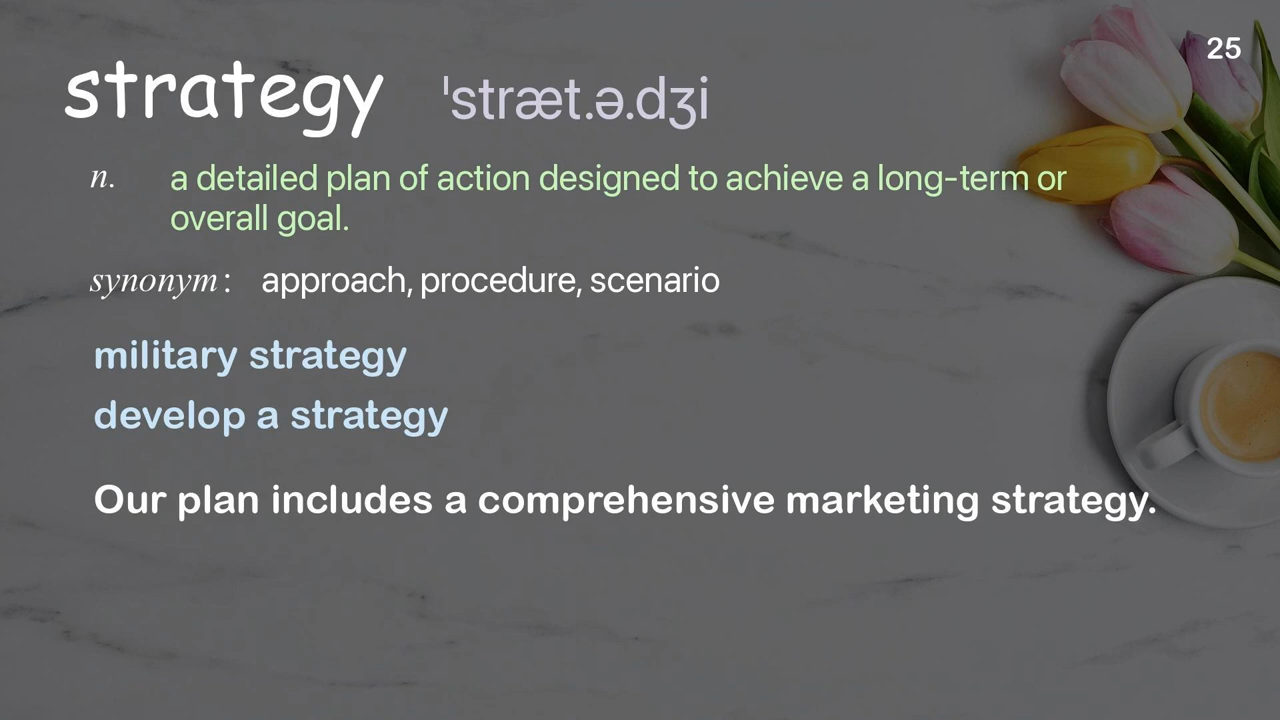 25
strategy ˈstræt.ə.dʒi
n. a detailed plan of action designed to achieve a long-term or
overall goal.
synonym: approach, procedure, scenario
military strategy
develop a strategy
Our plan includes a comprehensive marketing strategy.